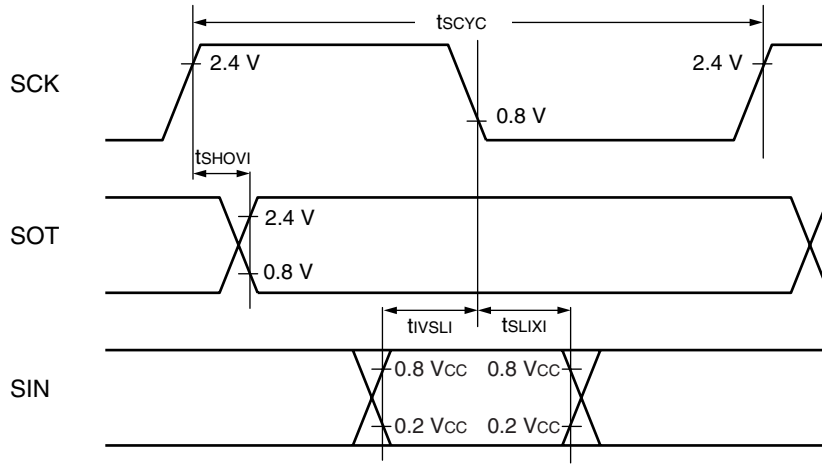 tSCYC
SCK
2.4 V
2.4 V
0.8 V
tSHOVI
SOT
2.4 V
0.8 V
tIVSLI
tSLIXI
SIN
0.8 VCC
0.8 VCC
0.2 VCC
0.2 VCC